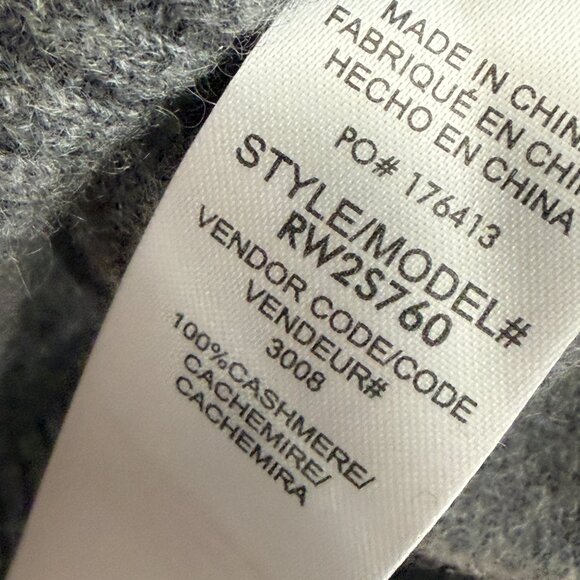 MADE IN CHIN
FABRIQUÉ EN CHI
HECHO EN CHINA
PO# 176413
STYLE/MODEL#
RW2S760
VENDOR CODE/CODE
VENDEUR#
3008
100%CASHMERE/
CACHEMIRE/
CACHEMIRA